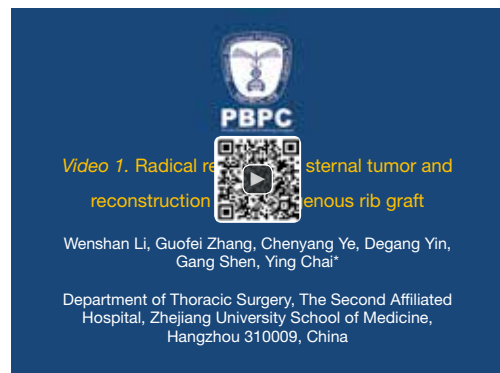 PBPC
Video 1. Radical re sternal tumor and
reconstruction enous rib graft
Wenshan Li, Guofei Zhang, Chenyang Ye, Degang Yin,
Gang Shen, Ying Chai*
Department of Thoracic Surgery, The Second Affiliated
Hospital, Zhejiang University School of Medicine,
Hangzhou 310009, China